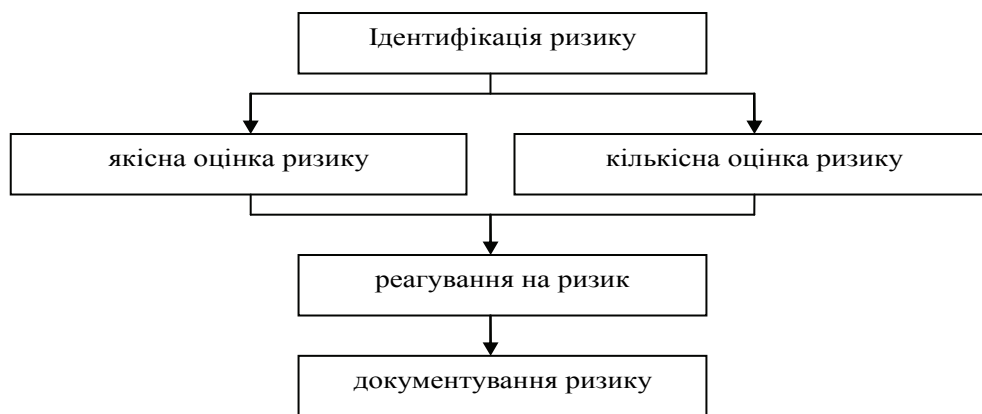 Ідентифікація ризику
якісна оцінка ризику
кількісна оцінка ризику
реагування на ризик
документування ризику